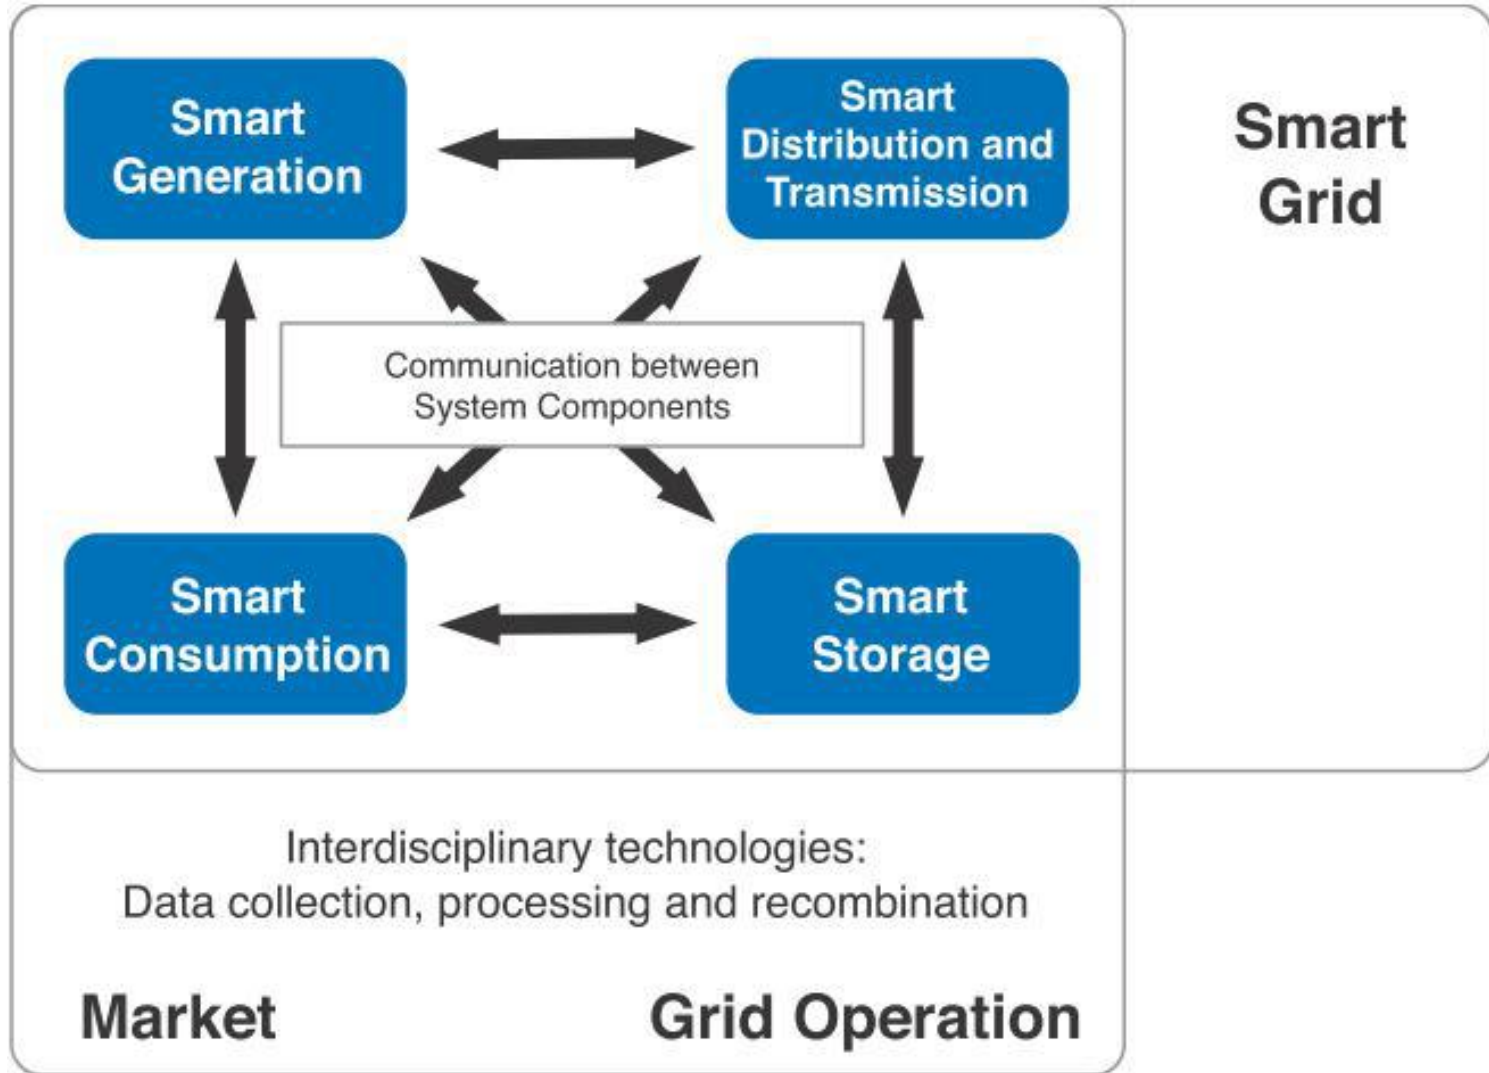 Smart
Generation
Smart
Distribution and
Transmission
Smart
Grid
Communication between
System Components
Smart
Consumption
Smart
Storage
Interdisciplinary technologies:
Data collection, processing and recombination
Market
Grid Operation